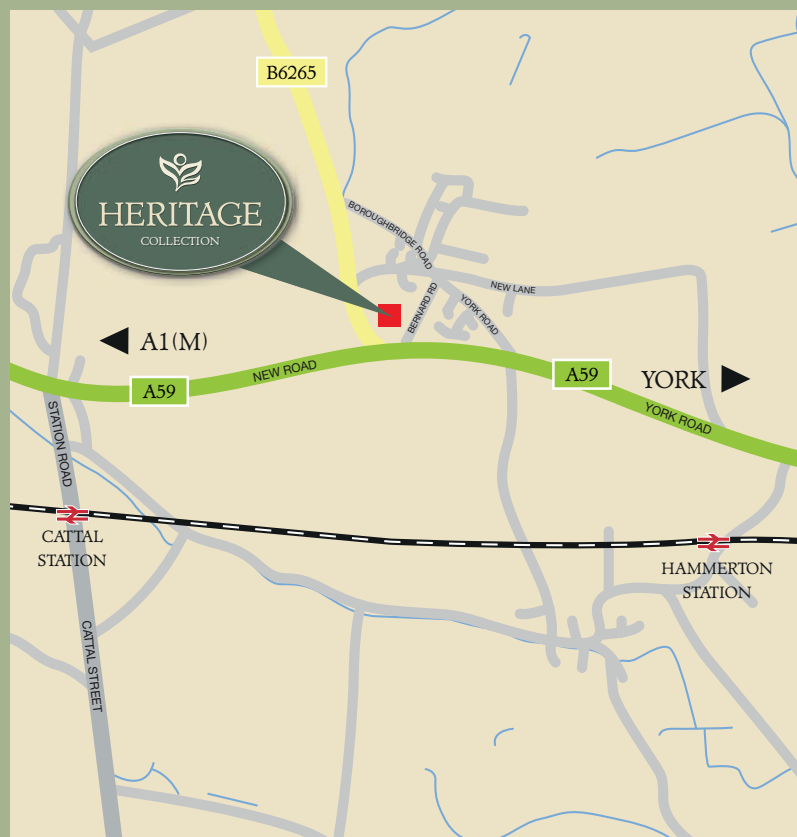 B6265
HERITAGE
COLLECTION
BOROUGHBRIDGE ROAD
NEW LANE
BERNARD RD
YORK ROAD
A1(M)
A59
NEW ROAD
A59
YORK
YORK ROAD
STATION ROAD
CATTAL
STATION
HAMMERTON
STATION
CATTAL STREET